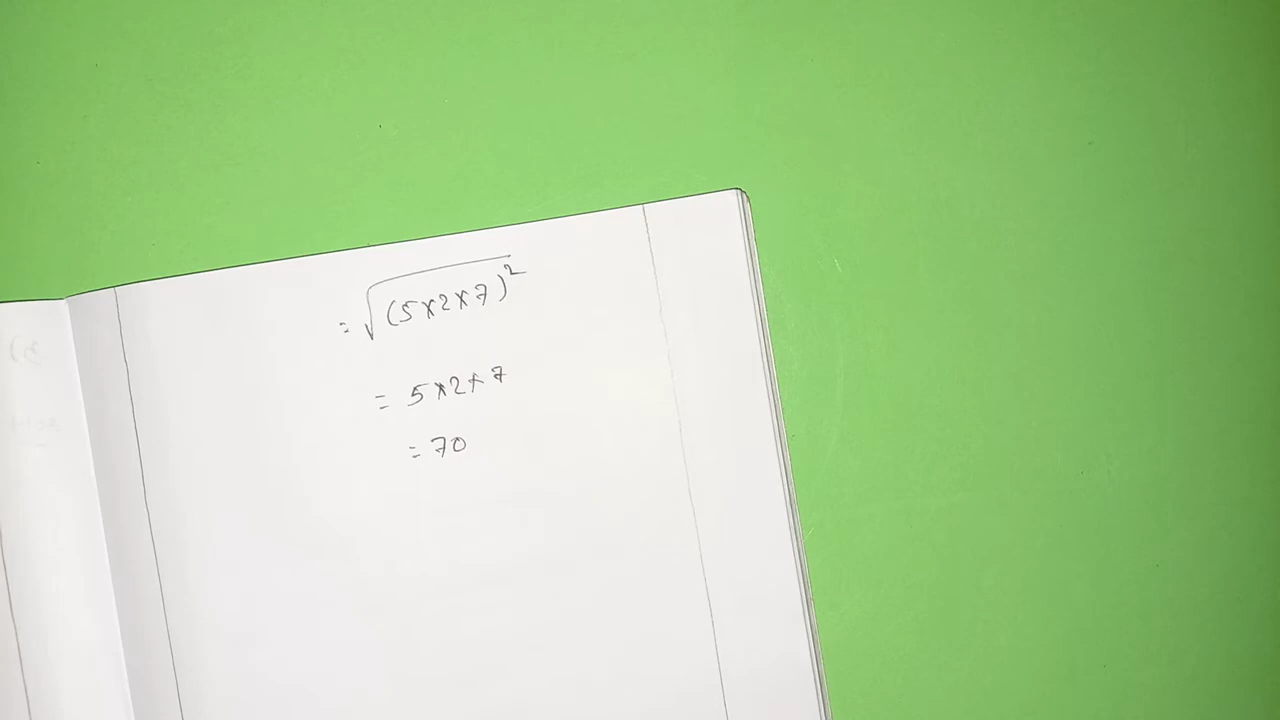 = √(5×2×7)²
= 5×2×7
= 70